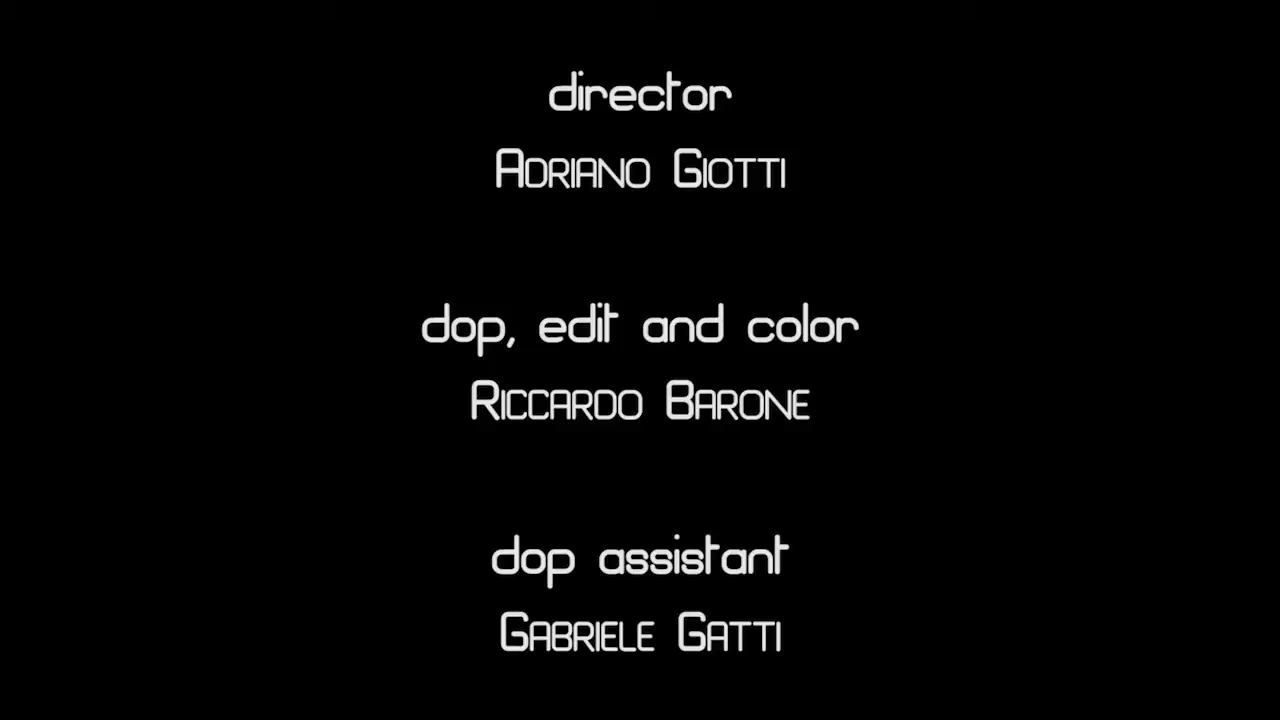 director
Adriano Giotti
dop, edit and color
Riccardo Barone
dop assistant
Gabriele Gatti